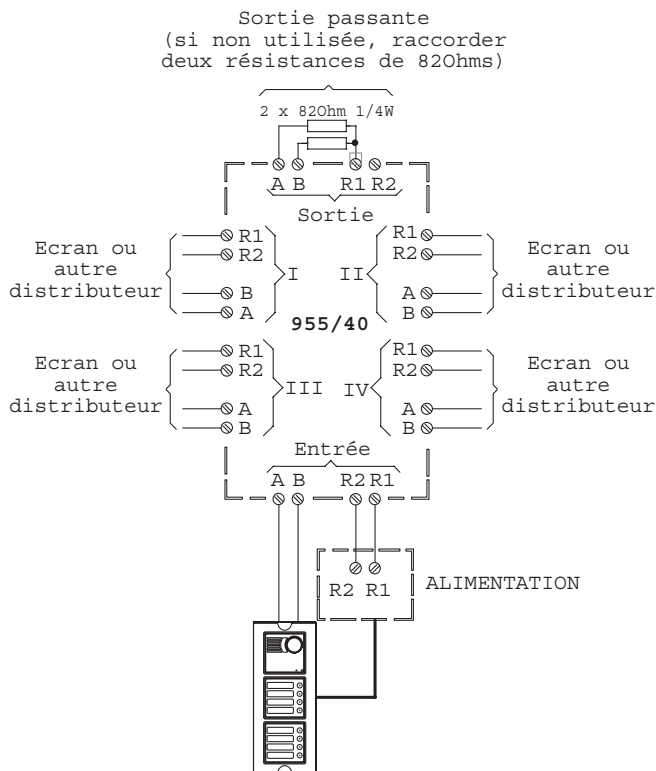 Sortie passante
(si non utilisée, raccorder
deux résistances de 82Ohms)
2 x 82Ohm 1/4W
A B R1 R2
Sortie
Ecran ou
autre
distributeur
R1
R2
B
A
I
II
R1
R2
A
B
Ecran ou
autre
distributeur
955/40
Ecran ou
autre
distributeur
R1
R2
A
B
III
IV
R1
R2
A
B
Ecran ou
autre
distributeur
Entrée
A B R2 R1
R2 R1
ALIMENTATION